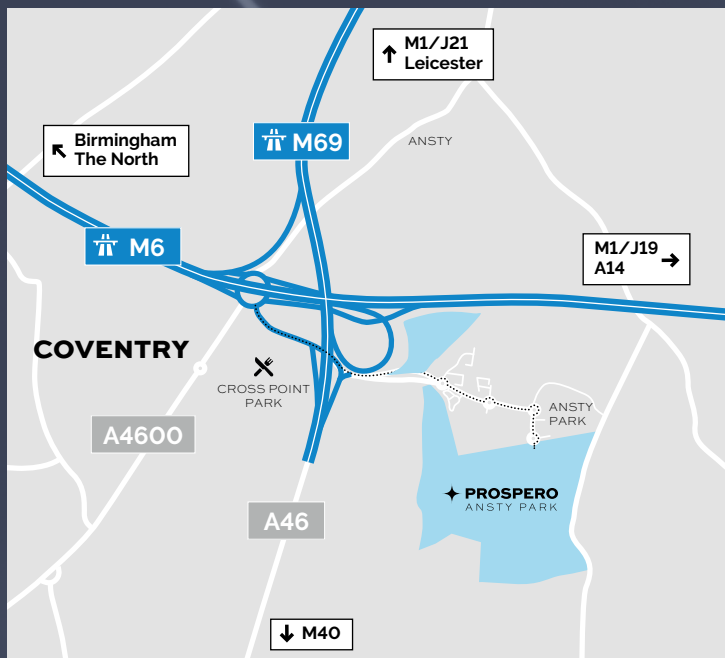 M1/J21
Leicester
Birmingham
The North
M69
ANSTY
M6
M1/J19
A14
COVENTRY
CROSS POINT
PARK
A4600
ANSTY
PARK
PROSPERO
ANSTY PARK
A46
M40